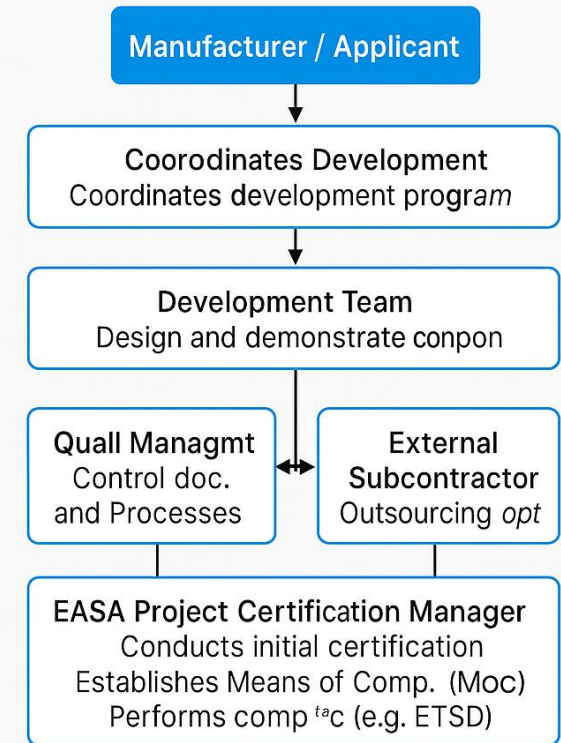 Manufacturer / Applicant
Coorodinates Development
Coordinates development program
Development Team
Design and demonstrate conpon
Quall Managmt
Control doc.
and Processes
External
Subcontractor
Outsourcing opt
EASA Project Certification Manager
Conducts initial certification
Establishes Means of Comp. (Moc)
Performs comp tac (e.g. ETSD)